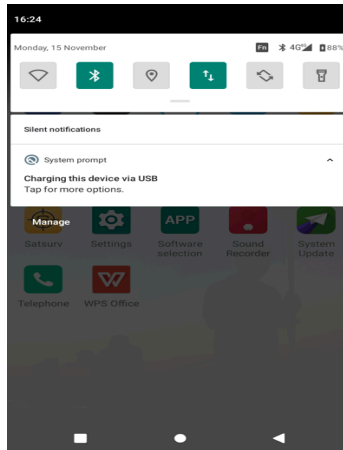 16:24
Monday, 15 November
Fn 4G 88%
Silent notifications
System prompt
Charging this device via USB
Tap for more options.
Manage
APP
Satsurv Settings Software selection Sound Recorder System Update
Telephone WPS Office